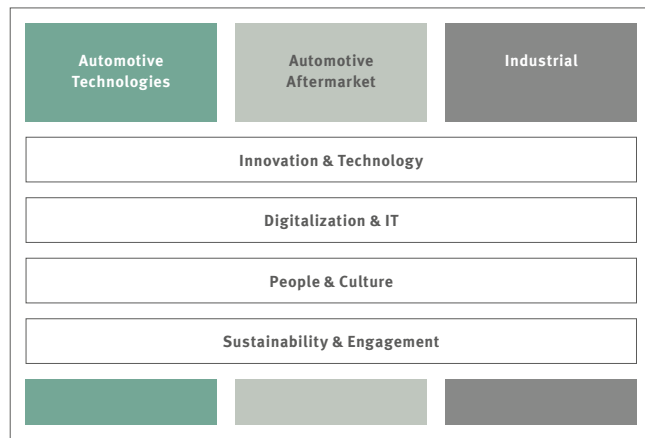 Automotive
Technologies
Automotive
Aftermarket
Industrial
Innovation & Technology
Digitalization & IT
People & Culture
Sustainability & Engagement